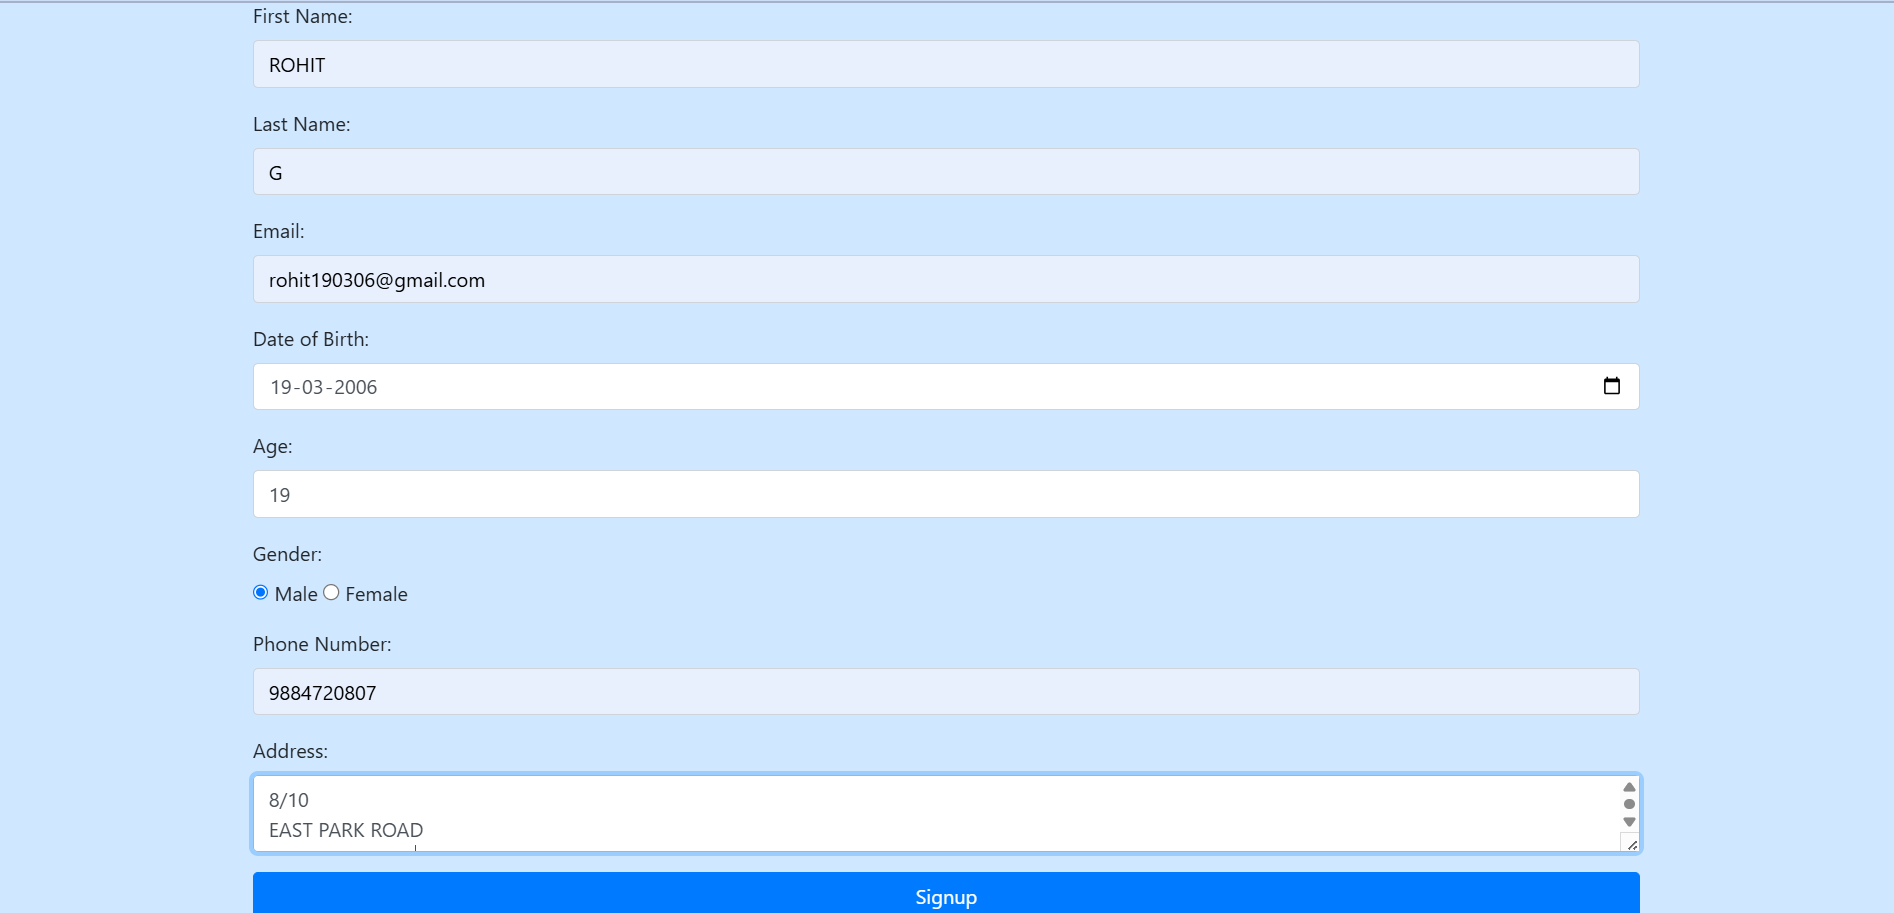 First Name:
ROHIT
Last Name:
G
Email:
rohit190306@gmail.com
Date of Birth:
19-03-2006
Age:
19
Gender:
Male Female
Phone Number:
9884720807
Address:
8/10
EAST PARK ROAD
Signup